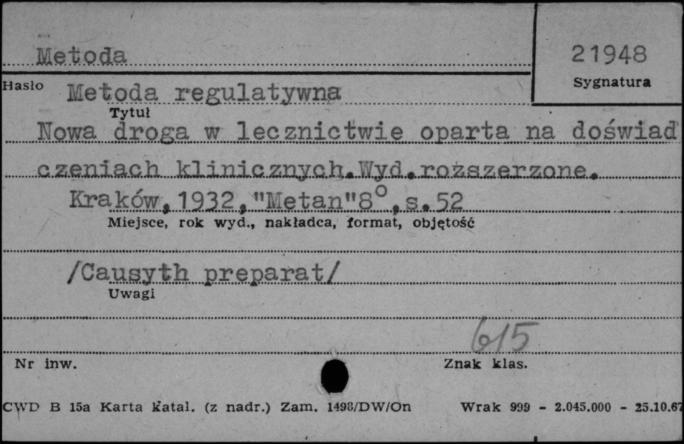 Metoda
21948
Hasło
Sygnatura
Metoda regulatywna
Tytuł
Nowa droga w lecznictwie oparta na doświad
czeniach klinicznych.Wyd.rozszerzone.
Kraków,1932,"Metan"8°,s.52
Miejsce, rok wyd., nakładca, format, objętość
/Causyth preparat/
Uwagi
615
Nr inw.
Znak klas.
CWD B 15a Karta katal. (z nadr.) Zam. 1498/DW/On Wrak 999 - 2.045.000 - 25.10.67